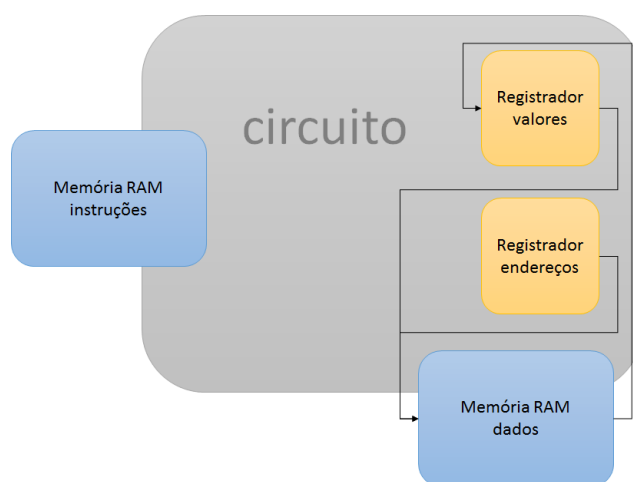 circuito
Registrador
valores
Memória RAM
instruções
Registrador
endereços
Memória RAM
dados